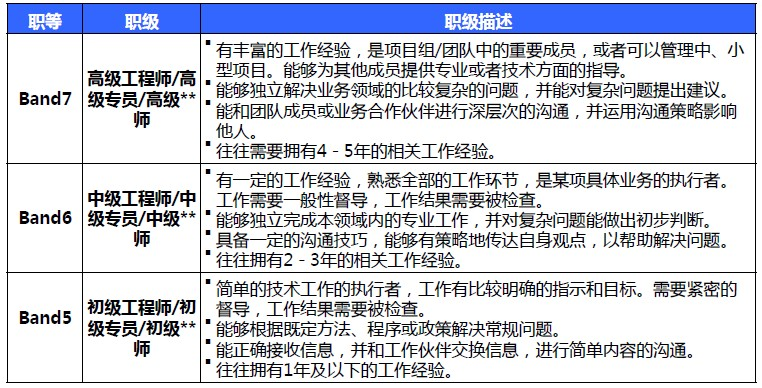 职等 职级 职级描述
Band7
高级工程师/高
级专员/高级**
师
▪ 有丰富的工作经验，是项目组/团队中的重要成员，或者可以管理中、小
型项目。能够为其他成员提供专业或者技术方面的指导。
▪ 能够独立解决业务领域的比较复杂的问题，并能对复杂问题提出建议。
▪ 能和团队成员或业务合作伙伴进行深层次的沟通，并运用沟通策略影响
他人。
▪ 往往需要拥有4－5年的相关工作经验。
Band6
中级工程师/中
级专员/中级**
师
▪ 有一定的工作经验，熟悉全部的工作环节，是某项具体业务的执行者。
工作需要一般性督导，工作结果需要被检查。
▪ 能够独立完成本领域内的专业工作，并对复杂问题能做出初步判断。
▪ 具备一定的沟通技巧，能够有策略地传达自身观点，以帮助解决问题。
▪ 往往拥有2－3年的相关工作经验。
Band5
初级工程师/初
级专员/初级**
师
▪ 简单的技术工作的执行者，工作有比较明确的指示和目标。需要紧密的
督导，工作结果需要被检查。
▪ 能够根据既定方法、程序或政策解决常规问题。
▪ 能正确接收信息，并和工作伙伴交换信息，进行简单内容的沟通。
▪ 往往拥有1年及以下的工作经验。